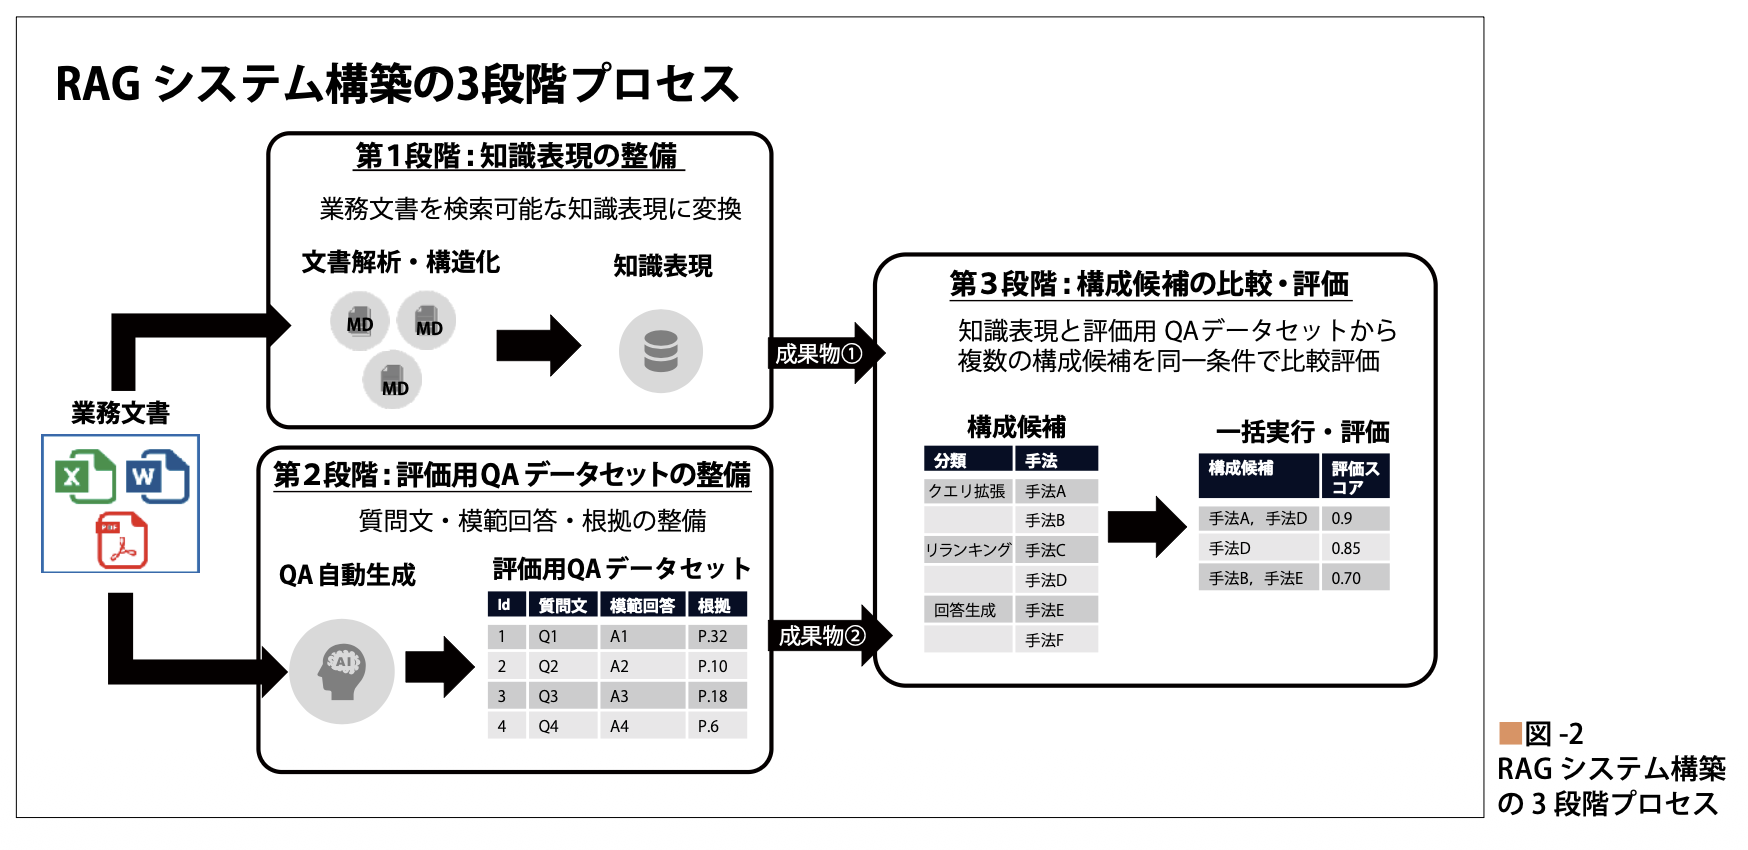 RAG システム構築の3段階プロセス
第1段階:知識表現の整備
業務文書を検索可能な知識表現に変換
文書解析・構造化
知識表現
MD
MD
MD
成果物①
業務文書
X
W
PDF
第2段階:評価用QAデータセットの整備
質問文・模範回答・根拠の整備
QA自動生成
AI
評価用QAデータセット
Id 質問文 模範回答 根拠
1 Q1 A1 P.32
2 Q2 A2 P.10
3 Q3 A3 P.18
4 Q4 A4 P.6
成果物②
第3段階:構成候補の比較・評価
知識表現と評価用QAデータセットから
複数の構成候補を同一条件で比較評価
構成候補
分類 手法
クエリ拡張 手法A
手法B
リランキング 手法C
手法D
回答生成 手法E
手法F
一括実行・評価
構成候補 評価ス
コア
手法A,手法D 0.9
手法D 0.85
手法B,手法E 0.70
■図-2
RAGシステム構築
の3段階プロセス